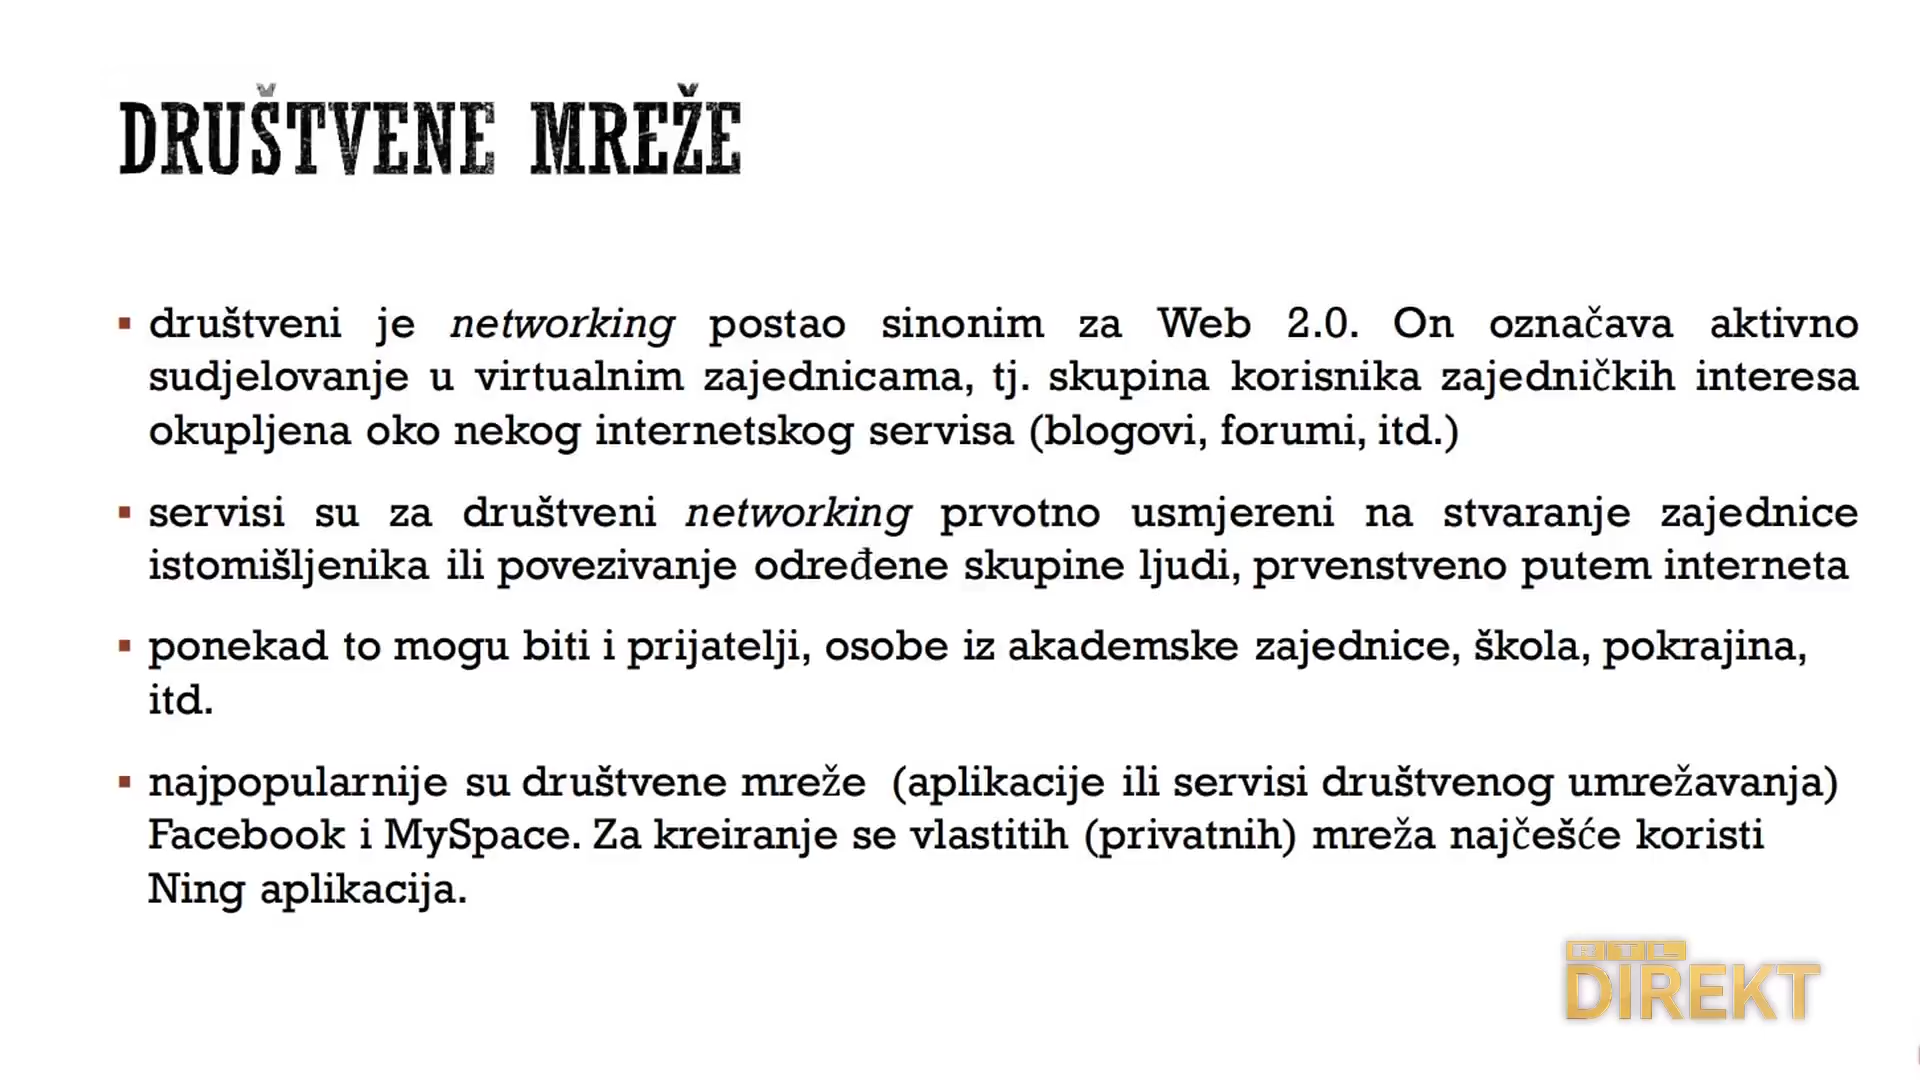 DRUŠTVENE MREŽE
▪ društveni je networking postao sinonim za Web 2.0. On označava aktivno
sudjelovanje u virtualnim zajednicama, tj. skupina korisnika zajedničkih interesa
okupljena oko nekog internetskog servisa (blogovi, forumi, itd.)
▪ servisi su za društveni networking prvotno usmjereni na stvaranje zajednice
istomišljenika ili povezivanje određene skupine ljudi, prvenstveno putem interneta
▪ ponekad to mogu biti i prijatelji, osobe iz akademske zajednice, škola, pokrajina,
itd.
▪ najpopularnije su društvene mreže (aplikacije ili servisi društvenog umrežavanja)
Facebook i MySpace. Za kreiranje se vlastitih (privatnih) mreža najčešće koristi
Ning aplikacija.
RTL
DIREKT